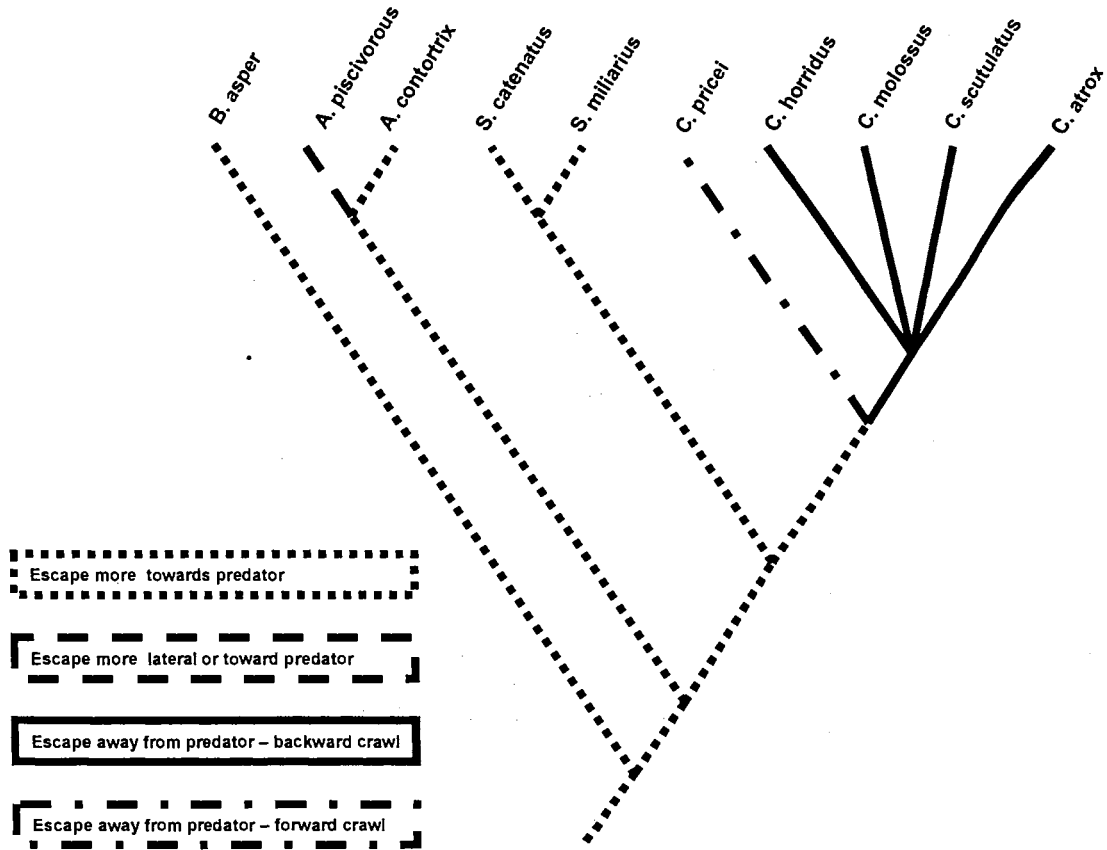 B. asper
A. piscivorous
A. contortrix
S. catenatus
S. miliarius
C. pricei
C. horridus
C. molossus
C. scutulatus
C. atrox
Escape more towards predator
Escape more lateral or toward predator
Escape away from predator – backward crawl
Escape away from predator – forward crawl